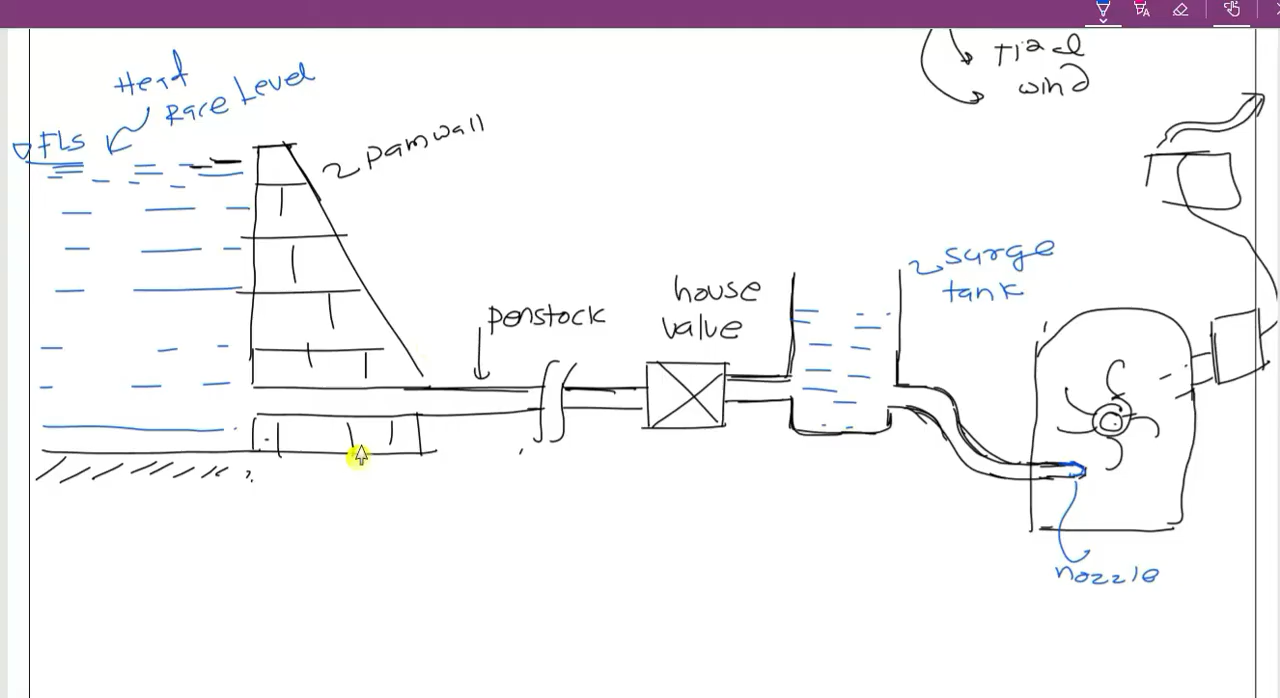 Head
Race Level
FLs
Damwall
Tidal
wind
penstock
house
valve
surge
tank
nozzle